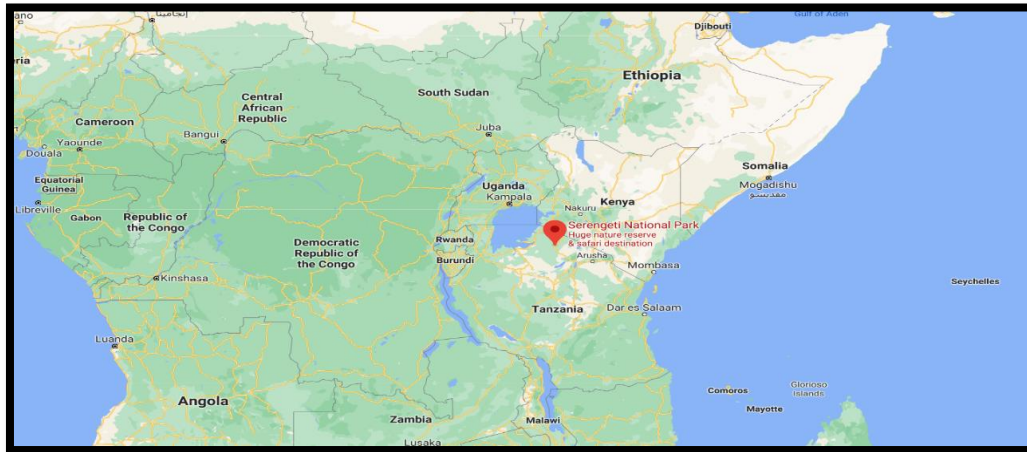 إنجامينا
Djibouti
Gulf of Aden
eria
Ethiopia
South Sudan
Central
African
Republic
Cameroon
Juba
Bangui
Yaounde
Douala
Somalia
Equatorial
Guinea
Uganda
Mogadishu
مقديشو
Kampala
Libreville
Gabon
Republic of
the Congo
Nakuru
Kenya
Serengeti National Park
Huge nature reserve
& safari destination
Democratic
Republic of
the Congo
Rwanda
Burundi
Arusha
Mombasa
Kinshasa
Seychelles
Tanzania
Dar es Salaam
Luanda
Comoros
Glorioso
Islands
Mayotte
Angola
Zambia
Malawi
Lusaka